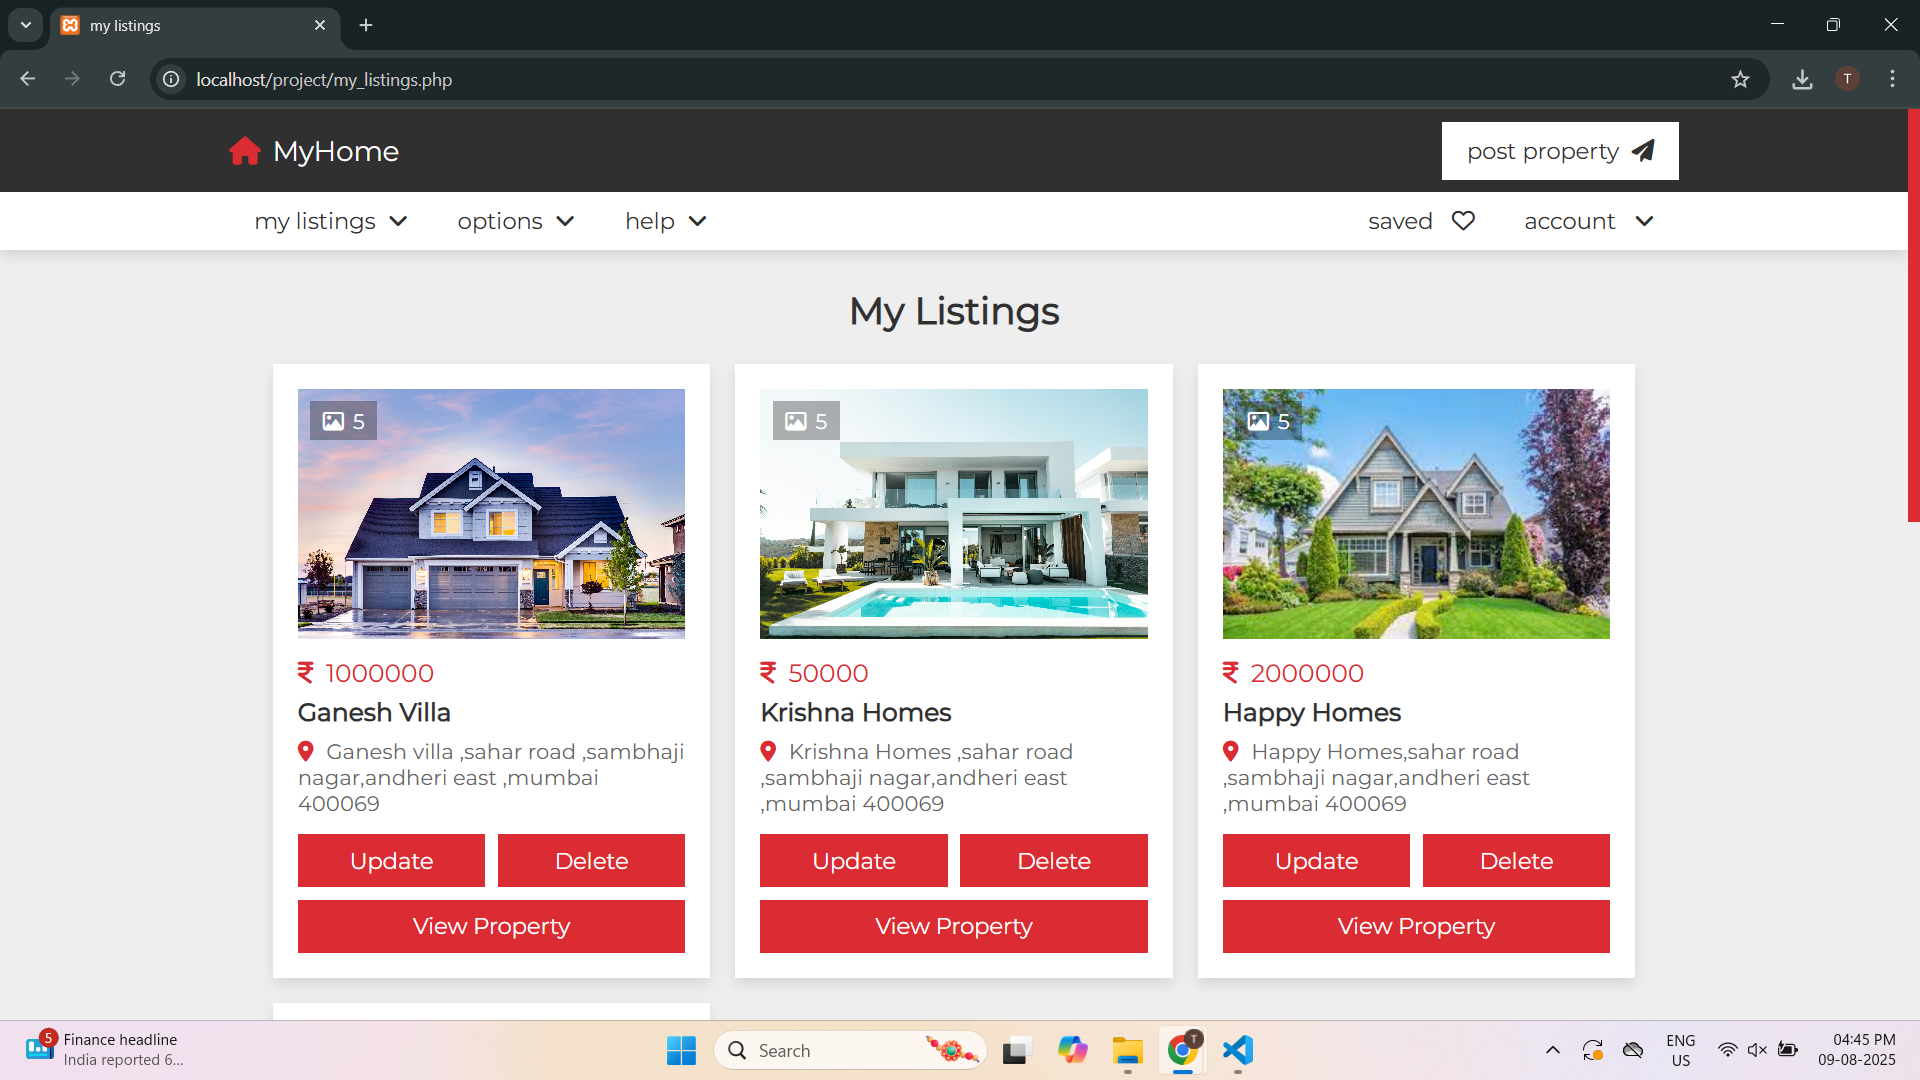 my listings
localhost/project/my_listings.php
T
MyHome
post property
my listings
options
help
saved
account
My Listings
5
5
5
₹ 1000000
₹ 50000
₹ 2000000
Ganesh Villa
Krishna Homes
Happy Homes
Ganesh villa ,sahar road ,sambhaji
nagar,andheri east ,mumbai
400069
Krishna Homes ,sahar road
,sambhaji nagar,andheri east
,mumbai 400069
Happy Homes,sahar road
,sambhaji nagar,andheri east
,mumbai 400069
Update
Delete
Update
Delete
Update
Delete
View Property
View Property
View Property
5
Finance headline
India reported 6...
Search
T
ENG
US
04:45 PM
09-08-2025